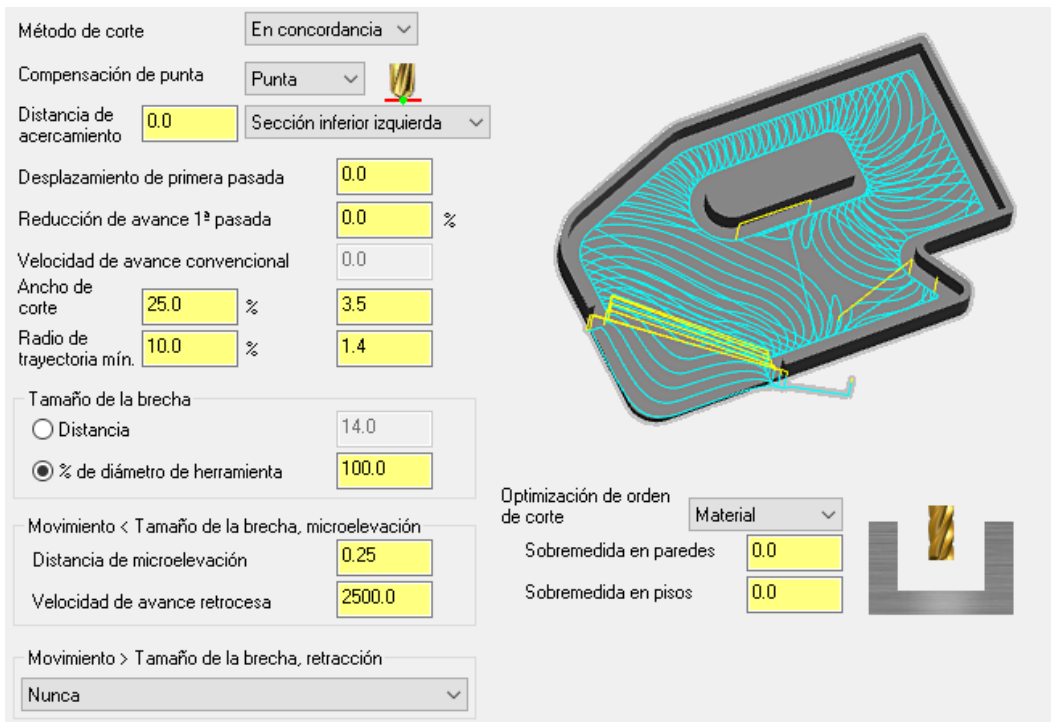 Método de corte En concordancia
Compensación de punta Punta
Distancia de
acercamiento 0.0 Sección inferior izquierda
Desplazamiento de primera pasada 0.0
Reducción de avance 1ª pasada 0.0 %
Velocidad de avance convencional 0.0
Ancho de
corte 25.0 % 3.5
Radio de
trayectoria mín. 10.0 % 1.4
Tamaño de la brecha
Distancia 14.0
% de diámetro de herramienta 100.0
Movimiento < Tamaño de la brecha, microelevación
Distancia de microelevación 0.25
Velocidad de avance retrocesa 2500.0
Movimiento > Tamaño de la brecha, retracción
Nunca
Optimización de orden
de corte Material
Sobremedida en paredes 0.0
Sobremedida en pisos 0.0